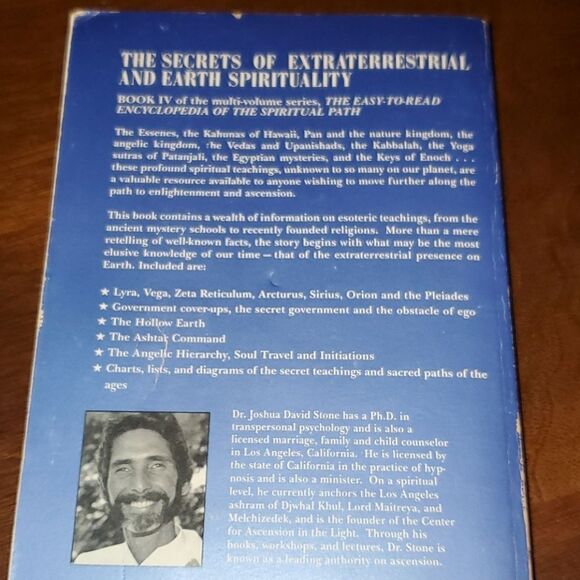 THE SECRETS OF EXTRATERRESTRIAL
AND EARTH SPIRITUALITY
BOOK IV of the multi-volume series, THE EASY-TO-READ
ENCYCLOPEDIA OF THE SPIRITUAL PATH
The Essenes, the Kahunas of Hawaii, Pan and the nature kingdom, the
angelic kingdom, the Vedas and Upanishads, the Kabbalah, the Yoga
sutras of Patanjali, the Egyptian mysteries, and the Keys of Enoch . . .
these profound spiritual teachings, unknown to so many on our planet, are
a valuable resource available to anyone wishing to move further along the
path to enlightenment and ascension.
This book contains a wealth of information on esoteric teachings, from the
ancient mystery schools to recently founded religions. More than a mere
retelling of well-known facts, the story begins with what may be the most
elusive knowledge of our time — that of the extraterrestrial presence on
Earth. Included are:
★ Lyra, Vega, Zeta Reticulum, Arcturus, Sirius, Orion and the Pleiades
★ Government cover-ups, the secret government and the obstacle of ego
★ The Hollow Earth
★ The Ashtar Command
★ The Angelic Hierarchy, Soul Travel and Initiations
★ Charts, lists, and diagrams of the secret teachings and sacred paths of the
ages
Dr. Joshua David Stone has a Ph.D. in
transpersonal psychology and is also a
licensed marriage, family and child counselor
in Los Angeles, California. He is licensed by
the state of California in the practice of hyp-
nosis and is also a minister. On a spiritual
level, he currently anchors the Los Angeles
ashram of Djwhal Khul, Lord Maitreya, and
Melchizedek, and is the founder of the Center
for Ascension in the Light. Through his
books, workshops, and lectures, Dr. Stone is
known as a leading authority on ascension.